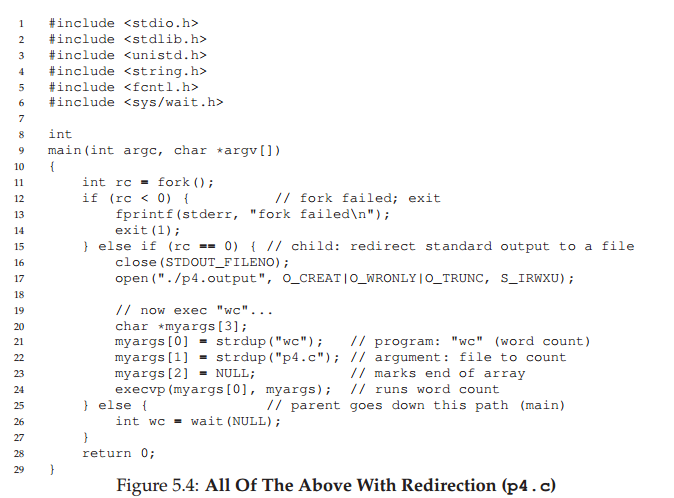 1 #include <stdio.h>
2 #include <stdlib.h>
3 #include <unistd.h>
4 #include <string.h>
5 #include <fcntl.h>
6 #include <sys/wait.h>
7
8 int
9 main(int argc, char *argv[])
10 {
11     int rc = fork();
12     if (rc < 0) {         // fork failed; exit
13         fprintf(stderr, "fork failed\n");
14         exit(1);
15     } else if (rc == 0) { // child: redirect standard output to a file
16         close(STDOUT_FILENO);
17         open("./p4.output", O_CREAT|O_WRONLY|O_TRUNC, S_IRWXU);
18
19         // now exec "wc"...
20         char *myargs[3];
21         myargs[0] = strdup("wc");   // program: "wc" (word count)
22         myargs[1] = strdup("p4.c"); // argument: file to count
23         myargs[2] = NULL;           // marks end of array
24         execvp(myargs[0], myargs);  // runs word count
25     } else {              // parent goes down this path (main)
26         int wc = wait(NULL);
27     }
28     return 0;
29 }
Figure 5.4: All Of The Above With Redirection (p4.c)